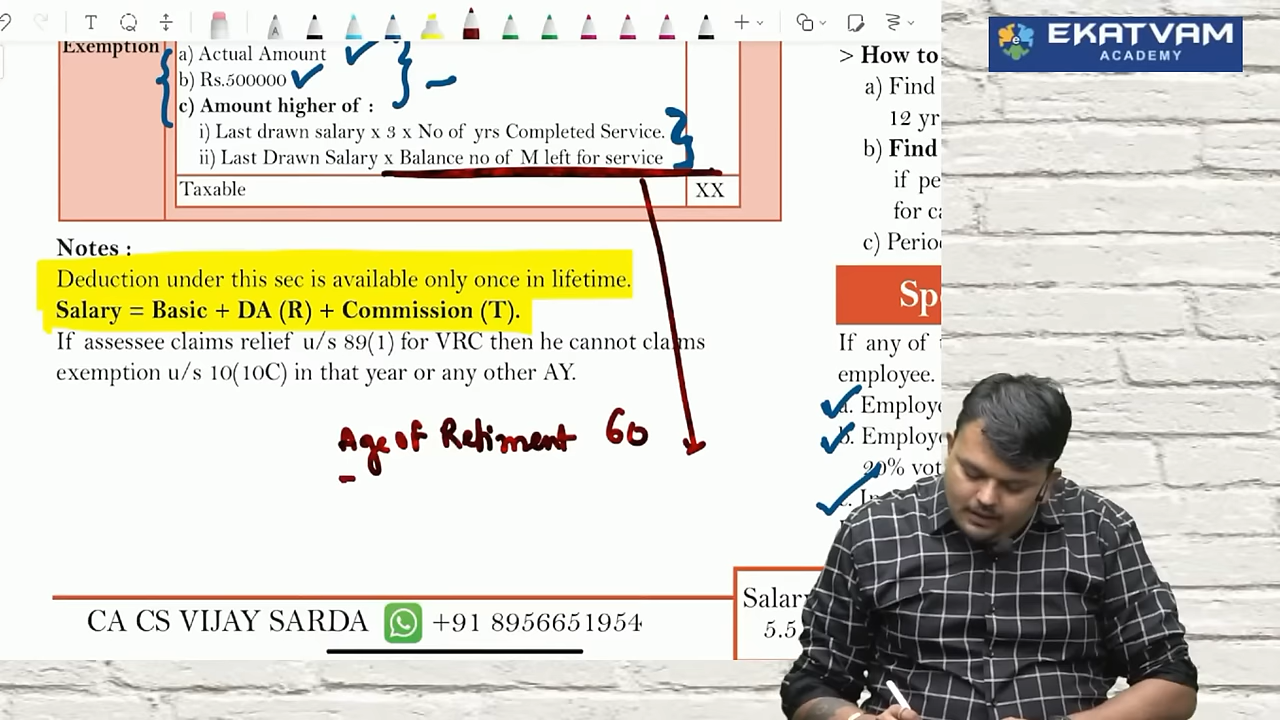 EKATVAM
ACADEMY
Exemption
a) Actual Amount
b) Rs.500000
c) Amount higher of :
i) Last drawn salary x 3 x No of yrs Completed Service.
ii) Last Drawn Salary x Balance no of M left for service
Taxable XX
Notes :
Deduction under this sec is available only once in lifetime.
Salary = Basic + DA (R) + Commission (T).
If assessee claims relief u/s 89(1) for VRC then he cannot claims
exemption u/s 10(10C) in that year or any other AY.
Age of Retiment 60
CA CS VIJAY SARDA +91 8956651954
> How to
a) Find
12 yr
b) Find
if pe
for ca
c) Perio
Sp
If any of
employee.
a. Employe
b. Employe
20% vot
c. In
Salar
5.5